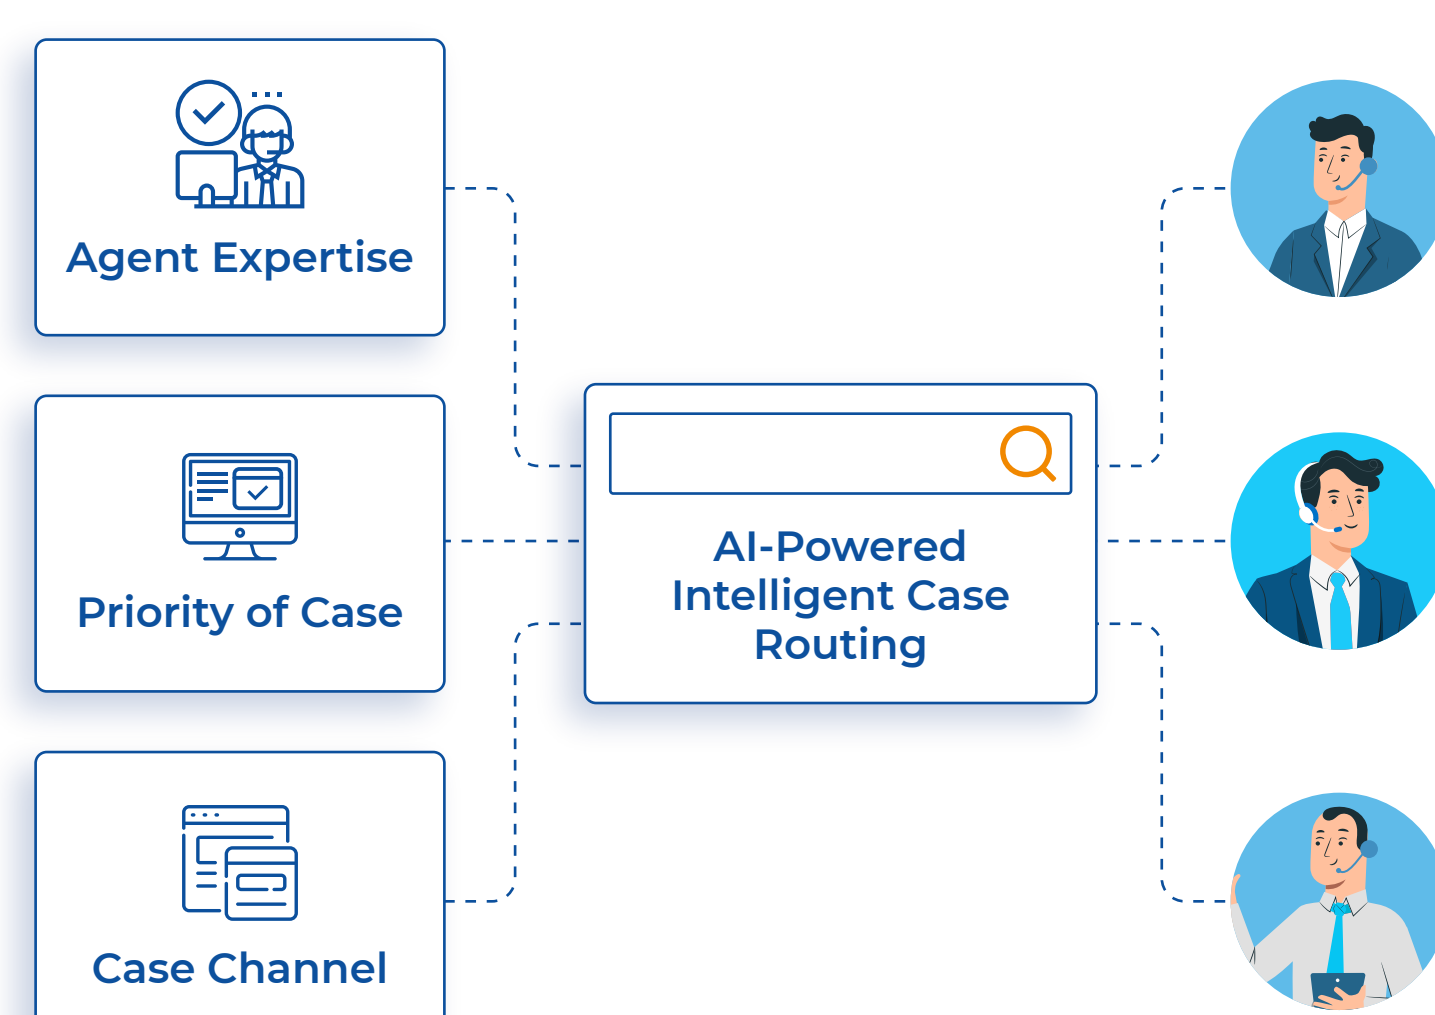 Agent Expertise
Priority of Case
Case Channel
AI-Powered
Intelligent Case
Routing